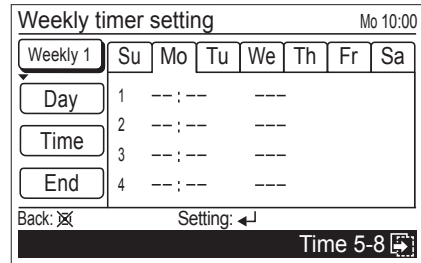 Weekly timer setting Mo 10:00
Weekly 1 Su Mo Tu We Th Fr Sa
Day 1 --:-- ---
Time 2 --:-- ---
3 --:-- ---
End 4 --:-- ---
Back: Setting:
Time 5-8